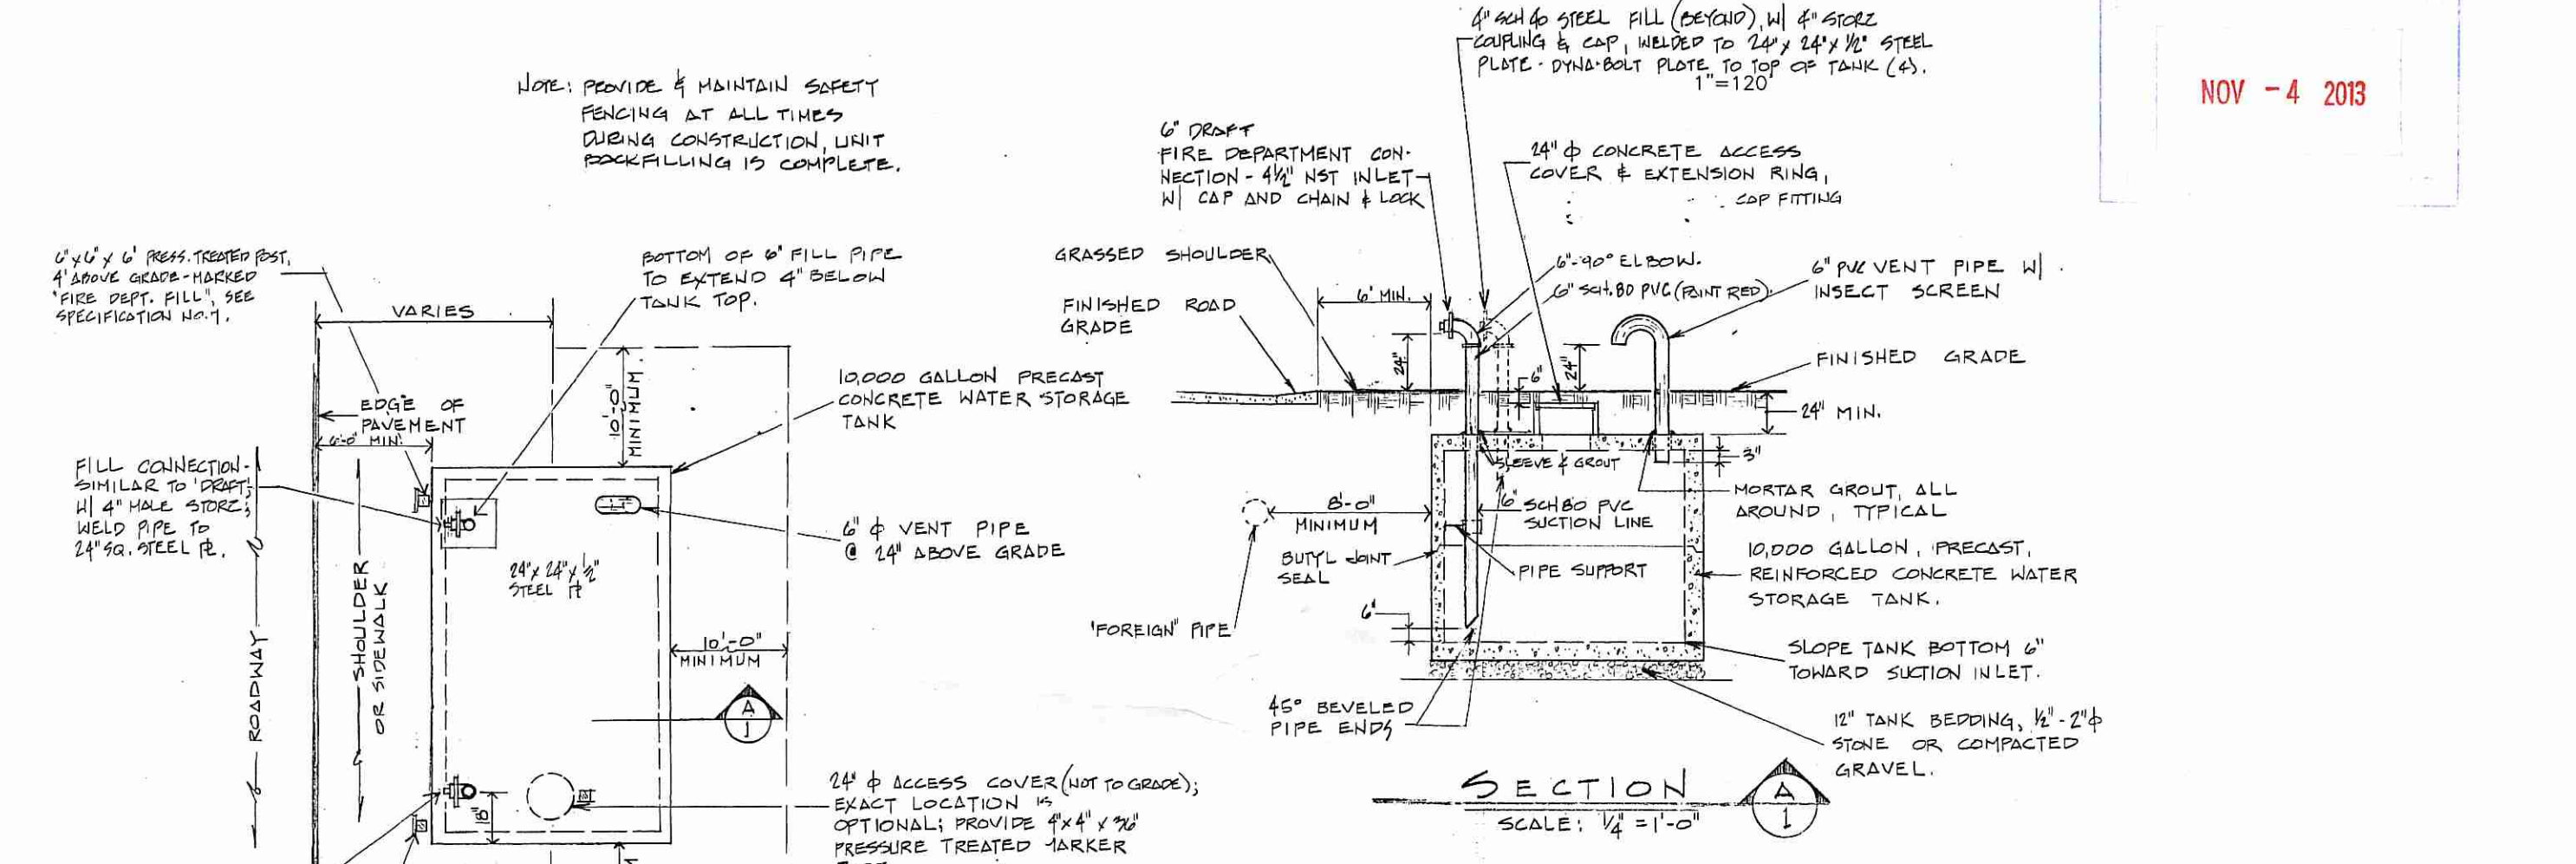 NOTE: PROVIDE & MAINTAIN SAFETY
FENCING AT ALL TIMES
DURING CONSTRUCTION, UNIT
BACKFILLING IS COMPLETE.
6"x6"x 6' PRESS. TREATED POST,
4' ABOVE GRADE-MARKED
"FIRE DEPT. FILL", SEE
SPECIFICATION NO. 7.
BOTTOM OF 6" FILL PIPE
TO EXTEND 4" BELOW
TANK TOP.
VARIES
10'-0"
MINIMUM
10,000 GALLON PRECAST
CONCRETE WATER STORAGE
TANK
EDGE OF
PAVEMENT
6'-0" MIN.
FILL CONNECTION-
SIMILAR TO 'DRAFT',
W/ 4" MALE STORZ;
WELD PIPE TO
24" SQ. STEEL PL.
ROADWAY
SHOULDER
OR SIDEWALK
24"x 24"x ½"
STEEL PL
6" ϕ VENT PIPE
@ 24" ABOVE GRADE
10'-0"
MINIMUM
A
1
18"
24" ϕ ACCESS COVER (NOT TO GRADE);
EXACT LOCATION IS
OPTIONAL; PROVIDE 4"x 4" x 36"
PRESSURE TREATED MARKER
4" SCH 40 STEEL FILL (BEYOND), W/ 4" STORZ
COUPLING & CAP, WELDED TO 24"x 24"x ½" STEEL
PLATE - DYNA-BOLT PLATE TO TOP OF TANK (4).
1"=120'
NOV -4 2013
6" DRAFT
FIRE DEPARTMENT CON-
NECTION - 4½" NST INLET
W/ CAP AND CHAIN & LOCK
24" ϕ CONCRETE ACCESS
COVER & EXTENSION RING,
CAP FITTING
GRASSED SHOULDER
FINISHED ROAD
GRADE
6' MIN.
6"-90° ELBOW.
6" SCH. 80 PVC (PAINT RED)
6" PVC VENT PIPE W/
INSECT SCREEN
24"
6"
24"
FINISHED GRADE
24" MIN.
3"
SLEEVE & GROUT
8'-0"
MINIMUM
6" SCH 80 PVC
SUCTION LINE
MORTAR GROUT, ALL
AROUND, TYPICAL
BUTYL JOINT
SEAL
PIPE SUPPORT
10,000 GALLON, PRECAST,
REINFORCED CONCRETE WATER
STORAGE TANK.
6"
"FOREIGN" PIPE
SLOPE TANK BOTTOM 6"
TOWARD SUCTION INLET.
45° BEVELED
PIPE ENDS
12" TANK BEDDING, ½"-2"ϕ
STONE OR COMPACTED
GRAVEL.
SECTION
A
1
SCALE: ¼" = 1'-0"